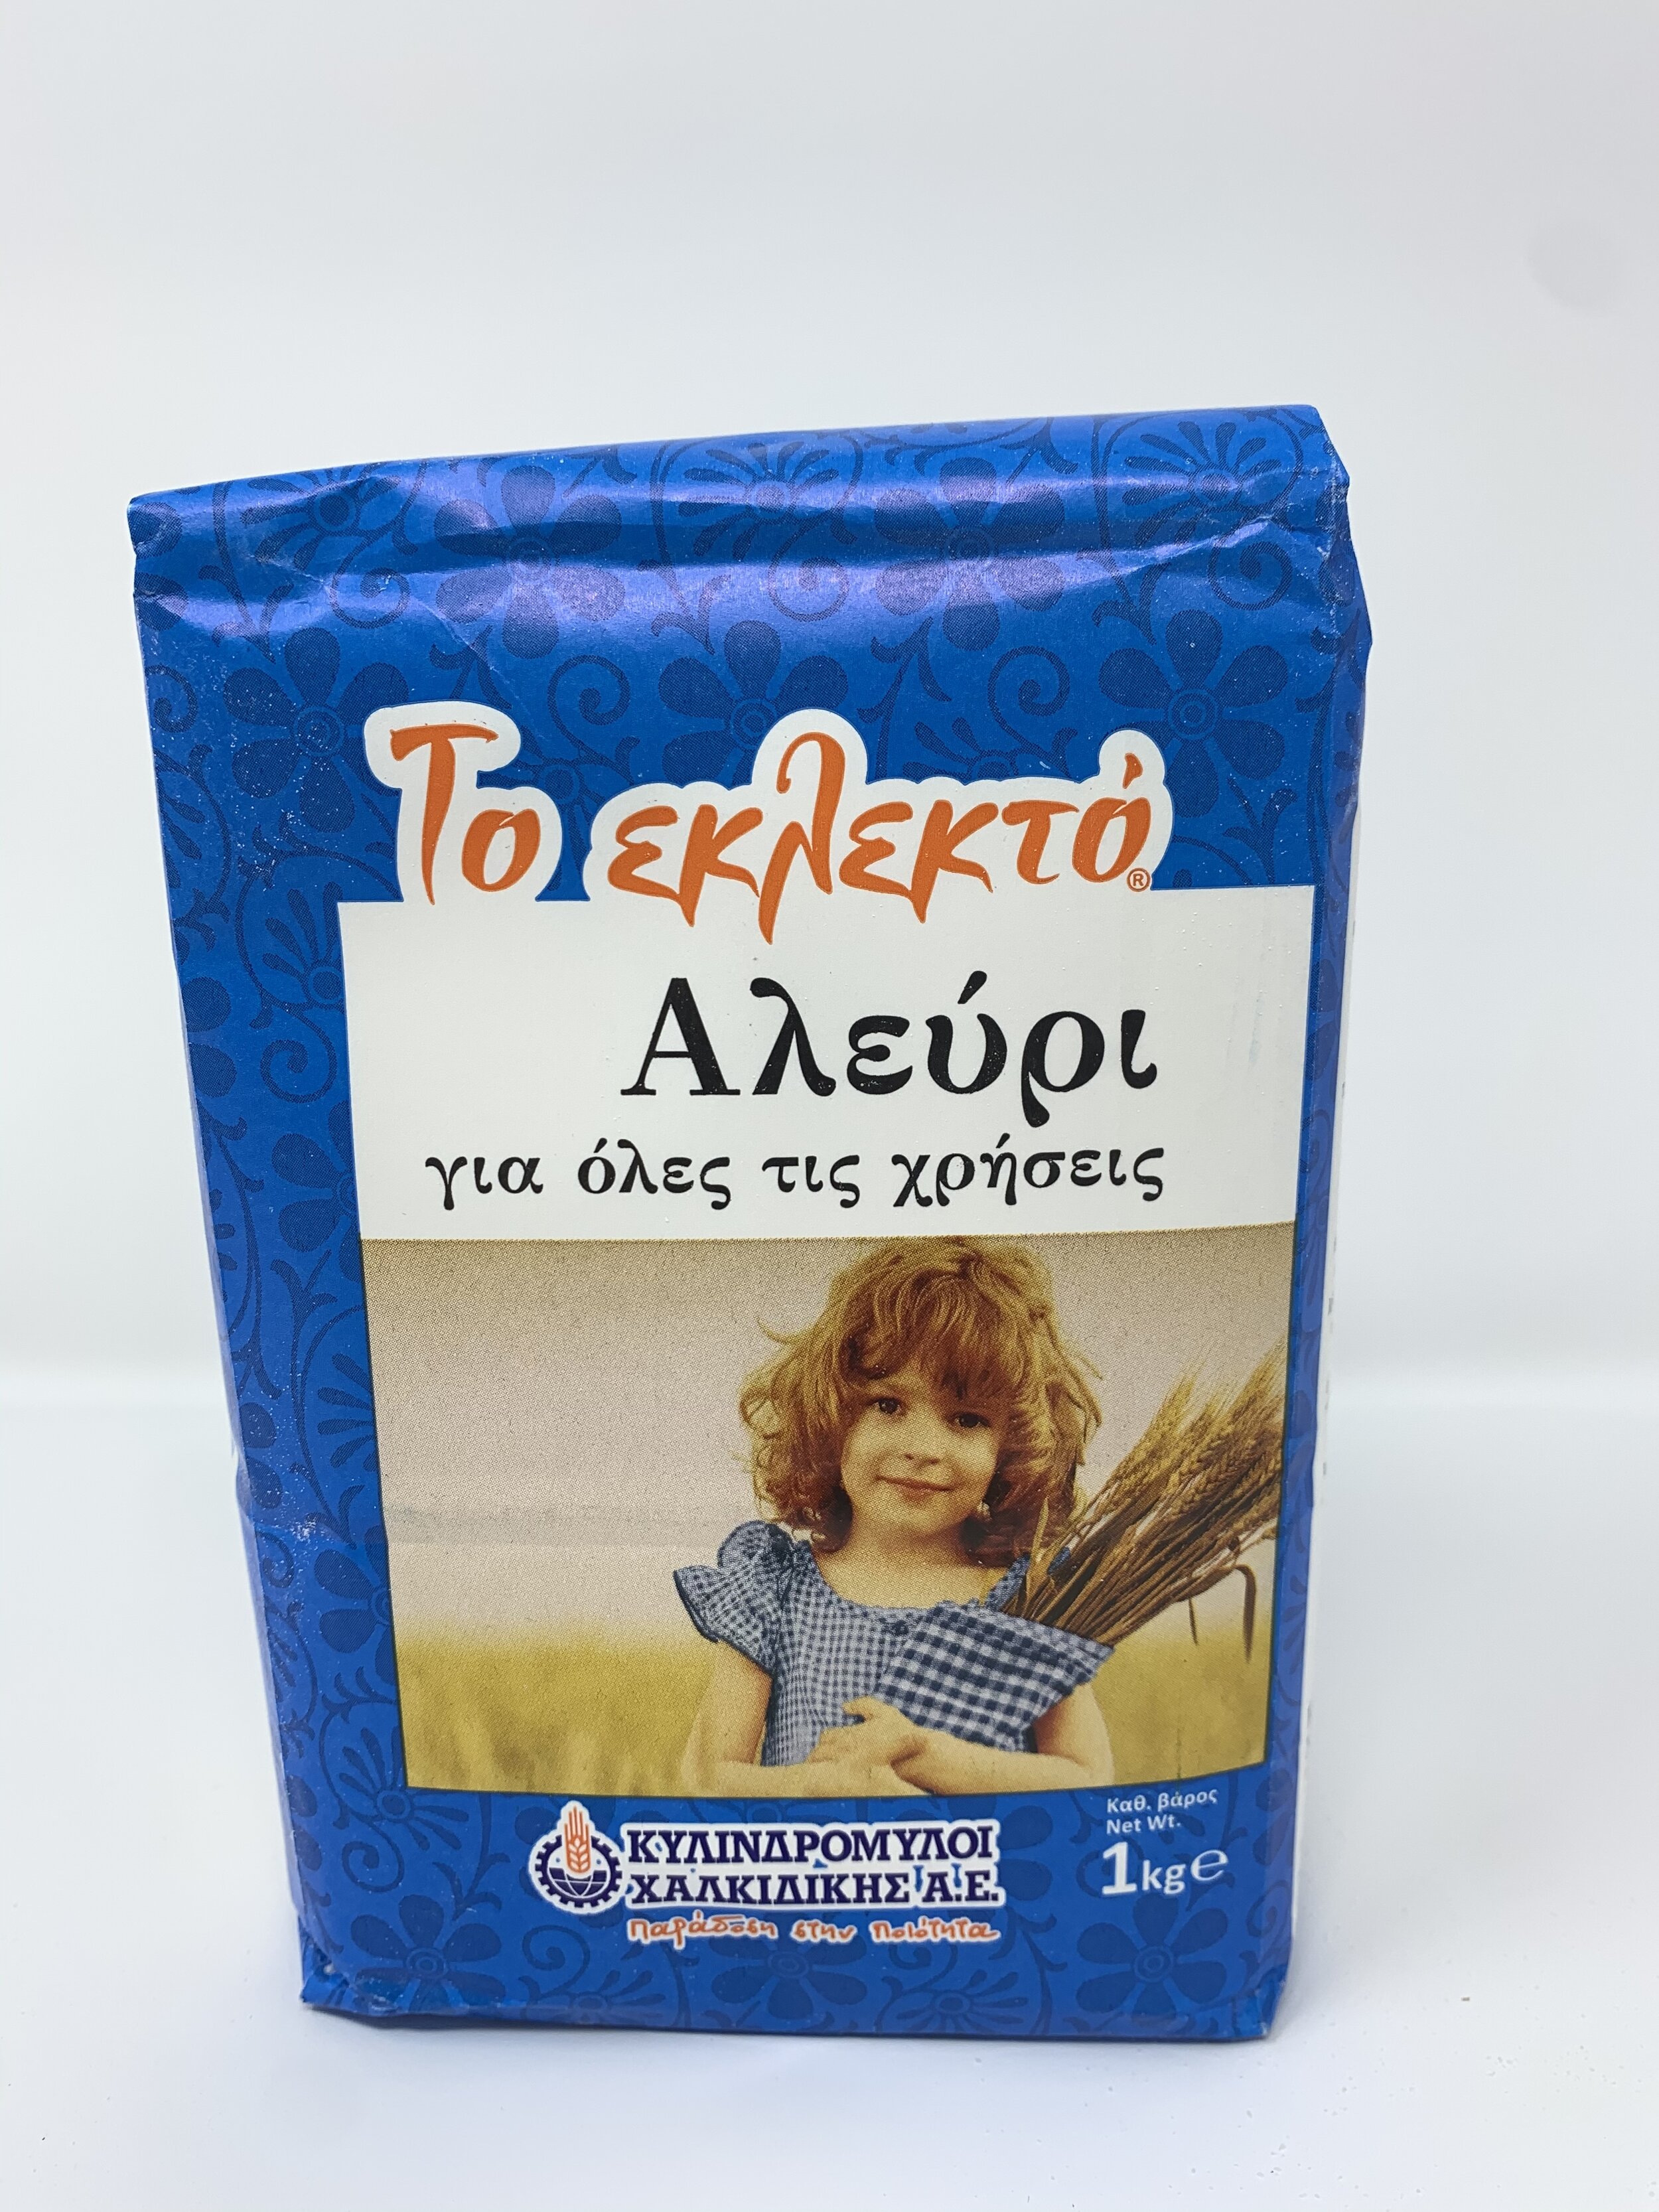 Το εκλεκτό®
Αλεύρι
για όλες τις χρήσεις
ΚΥΛΙΝΔΡΟΜΥΛΟΙ
ΧΑΛΚΙΔΙΚΗΣ Α.Ε.
Παράδοση στην ποιότητα
Καθ. βάρος
Net Wt.
1kg℮